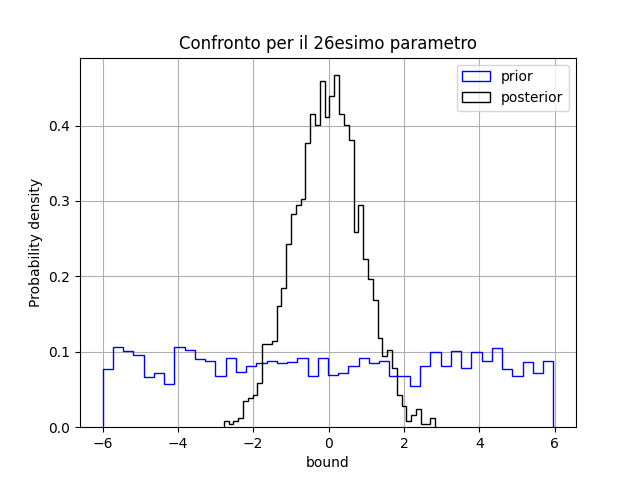 Confronto per il 26esimo parametro
prior
posterior
Probability density
0.4
0.3
0.2
0.1
0.0
−6
−4
−2
0
2
4
6
bound